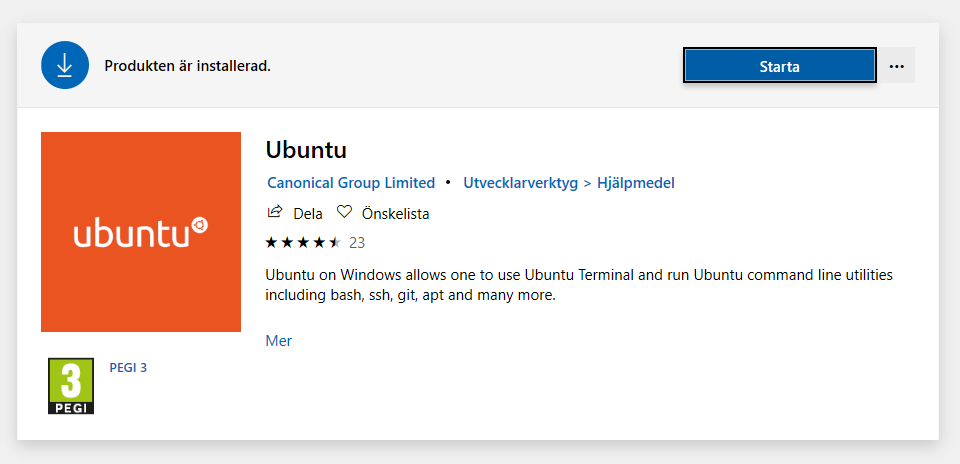 Produkten är installerad.
Starta
ubuntu
Ubuntu
Canonical Group Limited • Utvecklarverktyg > Hjälpmedel
Dela Önskelista
23
Ubuntu on Windows allows one to use Ubuntu Terminal and run Ubuntu command line utilities
including bash, ssh, git, apt and many more.
Mer
3
PEGI
PEGI 3